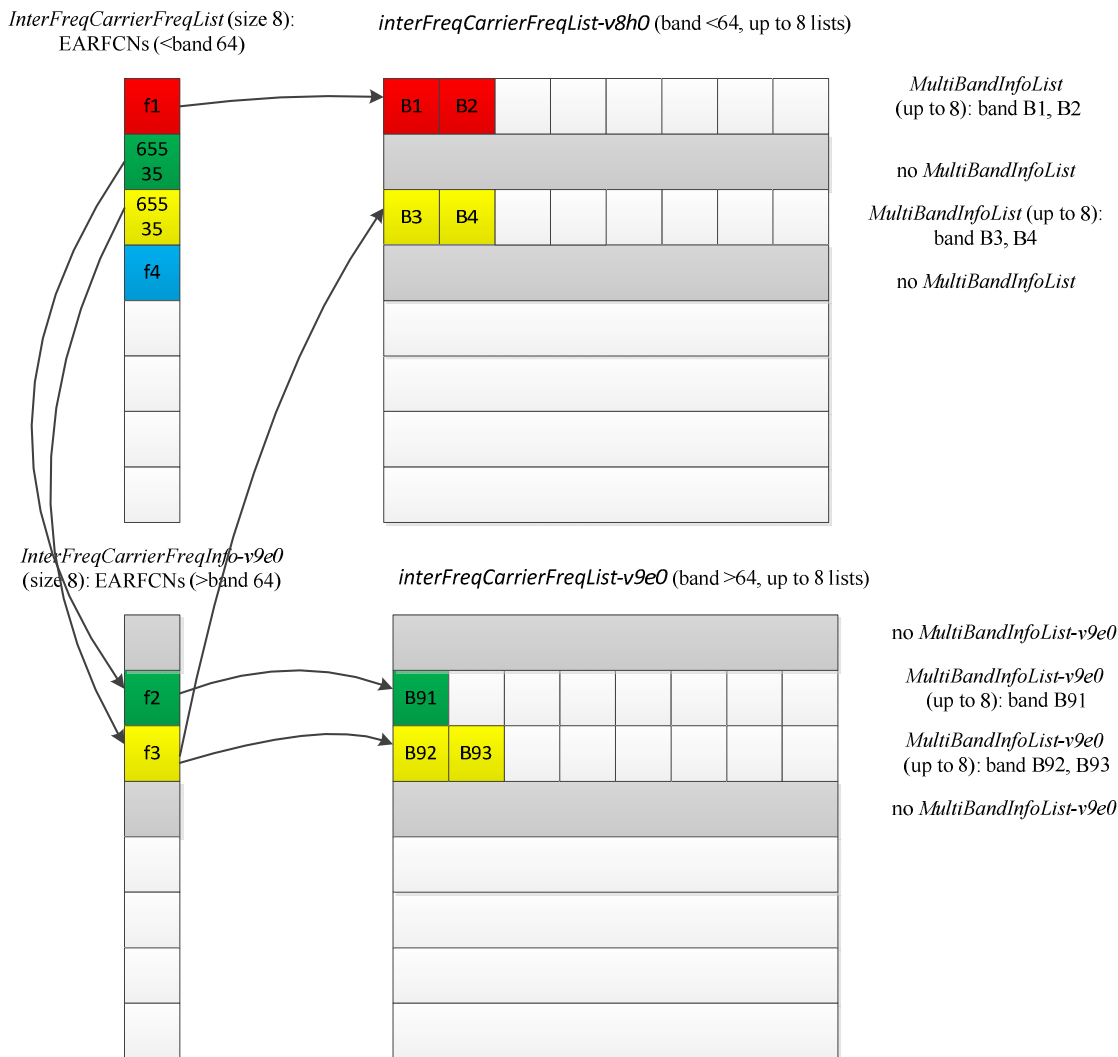 InterFreqCarrierFreqList (size 8):
EARFCNs (<band 64)
interFreqCarrierFreqList-v8h0 (band <64, up to 8 lists)
f1
B1 B2
MultiBandInfoList
(up to 8): band B1, B2
655
35
no MultiBandInfoList
655
35
B3 B4
MultiBandInfoList (up to 8):
band B3, B4
f4
no MultiBandInfoList
InterFreqCarrierFreqInfo-v9e0
(size 8): EARFCNs (>band 64)
interFreqCarrierFreqList-v9e0 (band >64, up to 8 lists)
no MultiBandInfoList-v9e0
f2
B91
MultiBandInfoList-v9e0
(up to 8): band B91
f3
B92 B93
MultiBandInfoList-v9e0
(up to 8): band B92, B93
no MultiBandInfoList-v9e0